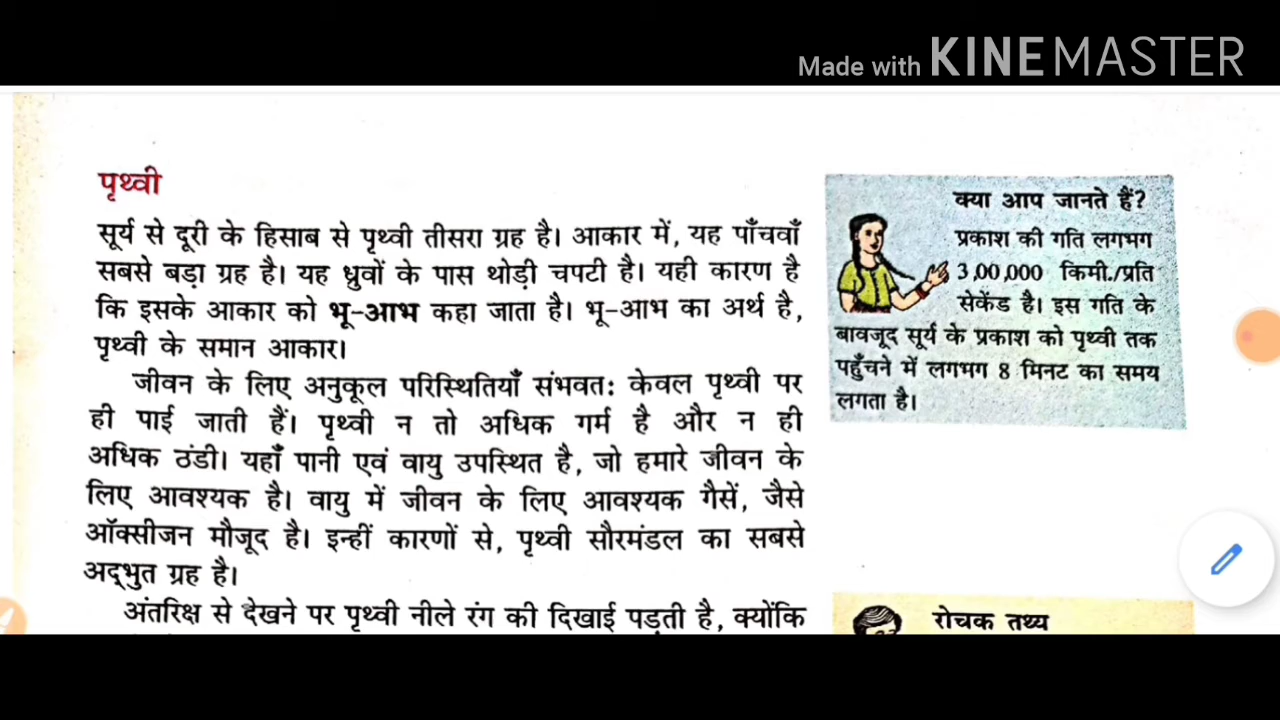 Made with KINEMASTER
पृथ्वी
सूर्य से दूरी के हिसाब से पृथ्वी तीसरा ग्रह है। आकार में, यह पाँचवाँ
सबसे बड़ा ग्रह है। यह ध्रुवों के पास थोड़ी चपटी है। यही कारण है
कि इसके आकार को भू-आभ कहा जाता है। भू-आभ का अर्थ है,
पृथ्वी के समान आकार।
जीवन के लिए अनुकूल परिस्थितियाँ संभवतः केवल पृथ्वी पर
ही पाई जाती हैं। पृथ्वी न तो अधिक गर्म है और न ही
अधिक ठंडी। यहाँ पानी एवं वायु उपस्थित है, जो हमारे जीवन के
लिए आवश्यक है। वायु में जीवन के लिए आवश्यक गैसें, जैसे
ऑक्सीजन मौजूद है। इन्हीं कारणों से, पृथ्वी सौरमंडल का सबसे
अद्भुत ग्रह है।
अंतरिक्ष से देखने पर पृथ्वी नीले रंग की दिखाई पड़ती है, क्योंकि
क्या आप जानते हैं?
प्रकाश की गति लगभग
3,00,000 किमी./प्रति
सेकेंड है। इस गति के
बावजूद सूर्य के प्रकाश को पृथ्वी तक
पहुँचने में लगभग 8 मिनट का समय
लगता है।
रोचक तथ्य